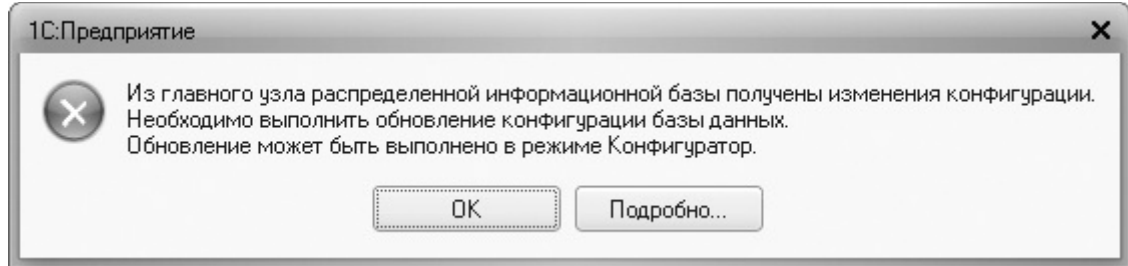 1С:Предприятие
Из главного узла распределенной информационной базы получены изменения конфигурации.
Необходимо выполнить обновление конфигурации базы данных.
Обновление может быть выполнено в режиме Конфигуратор.
OK
Подробно...